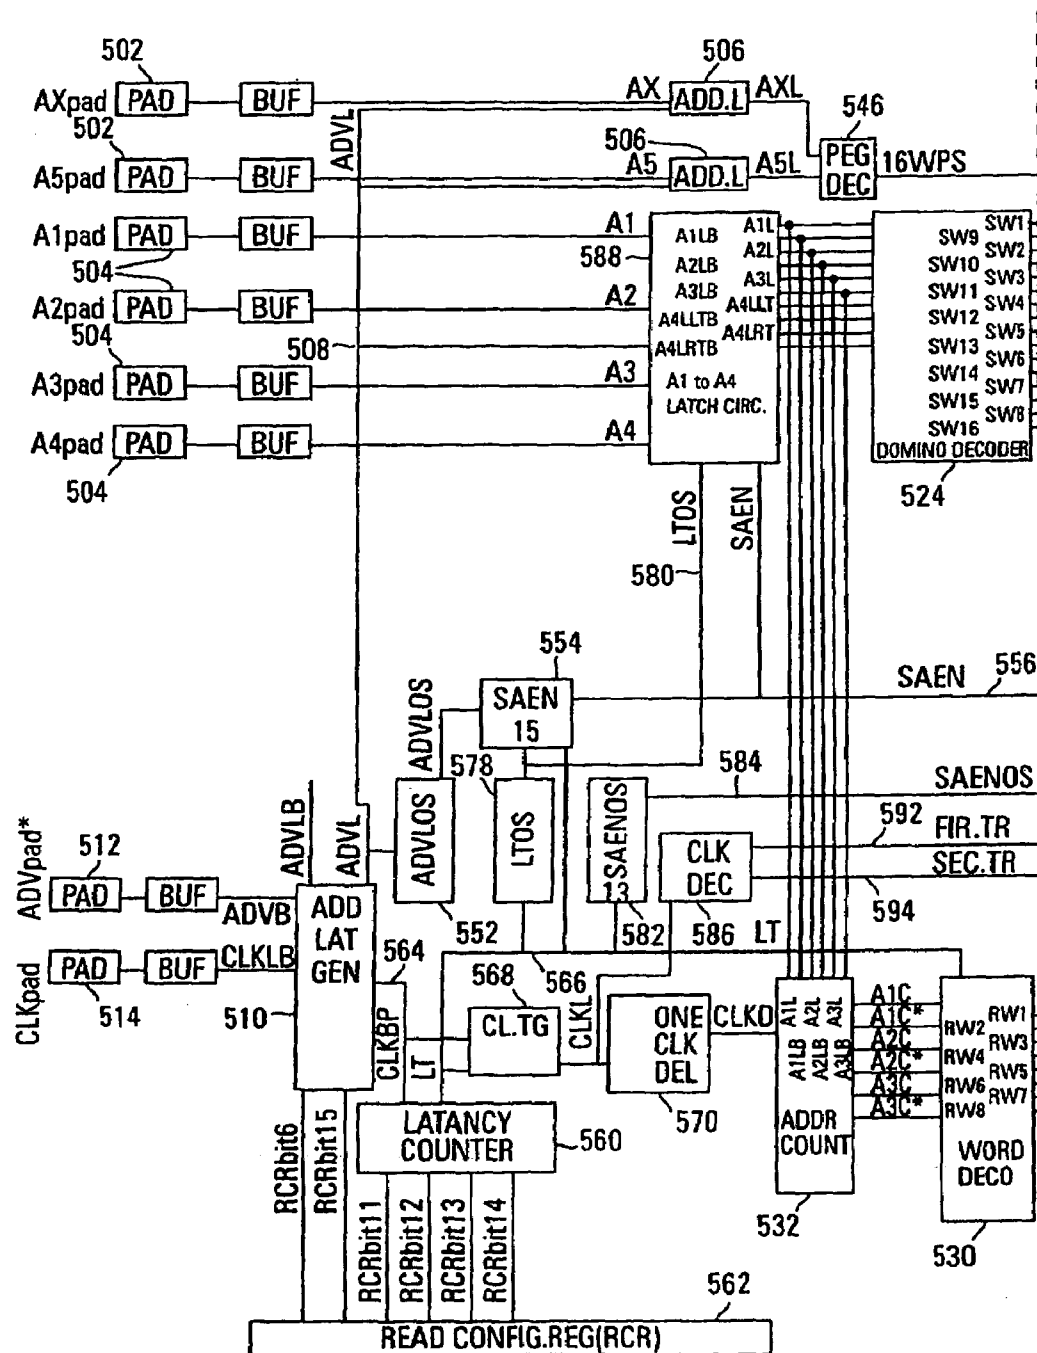 502 506
AXpad PAD BUF AX ADD.L AXL 546
502 ADVL 506
A5pad PAD BUF A5 ADD.L A5L PEG DEC 16WPS
A1pad PAD BUF A1
504 588
A2pad PAD BUF A2
504 508
A3pad PAD BUF A3
A4pad PAD BUF A4
504
A1LB A1L
A2LB A2L
A3LB A3L
A4LLTB A4LLT
A4LRTB A4LRT
A1 to A4
LATCH CIRC.
SW1
SW9
SW2
SW10
SW3
SW11
SW4
SW12
SW5
SW13
SW6
SW14
SW7
SW15
SW8
SW16
DOMINO DECODER
524
LTOS SAEN
580
554
SAEN
15
SAEN 556
ADVLOS
578 584
SAENOS
ADVLB ADVL ADVLOS LTOS SAENOS
13
592
FIR.TR
CLK
DEC
SEC.TR
594
ADVpad* 512
PAD BUF ADVB
ADD
LAT
GEN
552 582 586 LT
CLKpad PAD BUF CLKLB
514 510
564 568 566
CLKBP LT CL.TG CLKL
ONE
CLK
DEL
CLKD
570
A1L A2L A3L
A1LB A2LB A3LB
ADDR
COUNT
532
A1C
A1C*
A2C
A2C*
A3C
A3C*
RW1
RW2
RW3
RW4
RW5
RW6
RW7
RW8
WORD
DECO
530
LATANCY
COUNTER
560
RCRbit6 RCRbit15 RCRbit11 RCRbit12 RCRbit13 RCRbit14
562
READ CONFIG.REG(RCR)